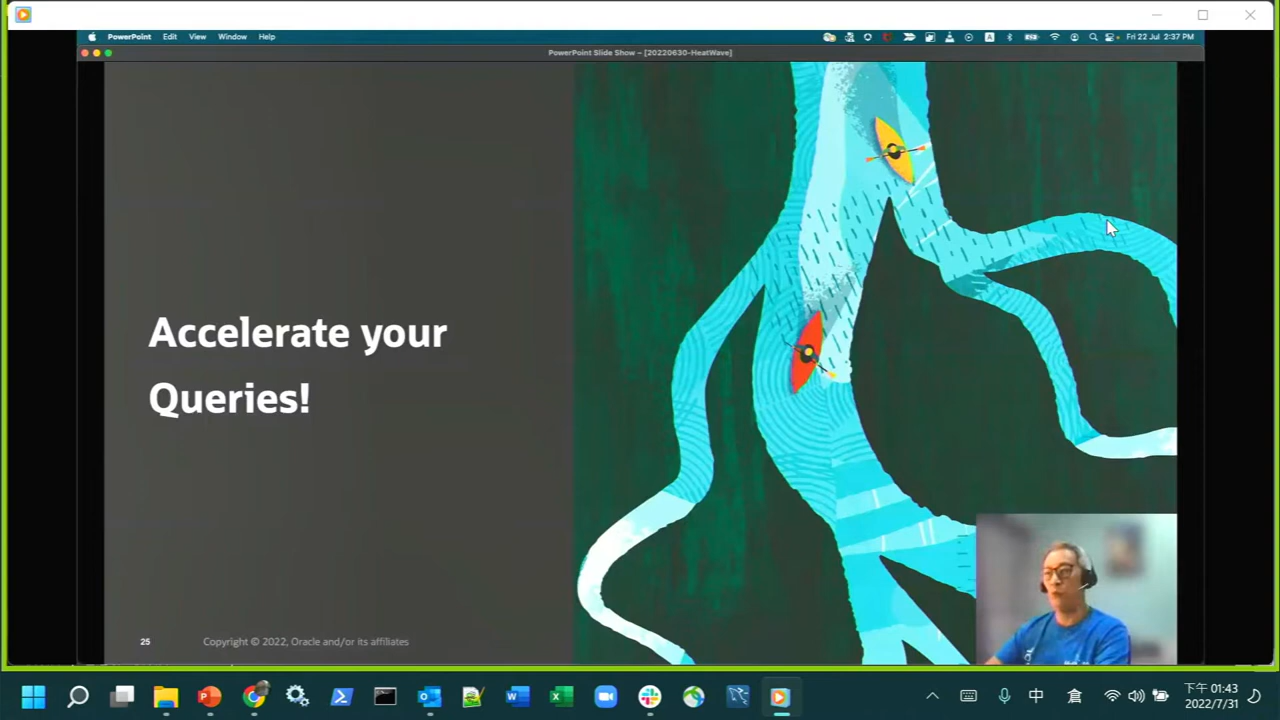 PowerPoint Edit View Window Help
A
Fri 22 Jul 2:37 PM
PowerPoint Slide Show – [20220630-HeatWave]
Accelerate your
Queries!
25
Copyright © 2022, Oracle and/or its affiliates
中
下午 01:43
2022/7/31